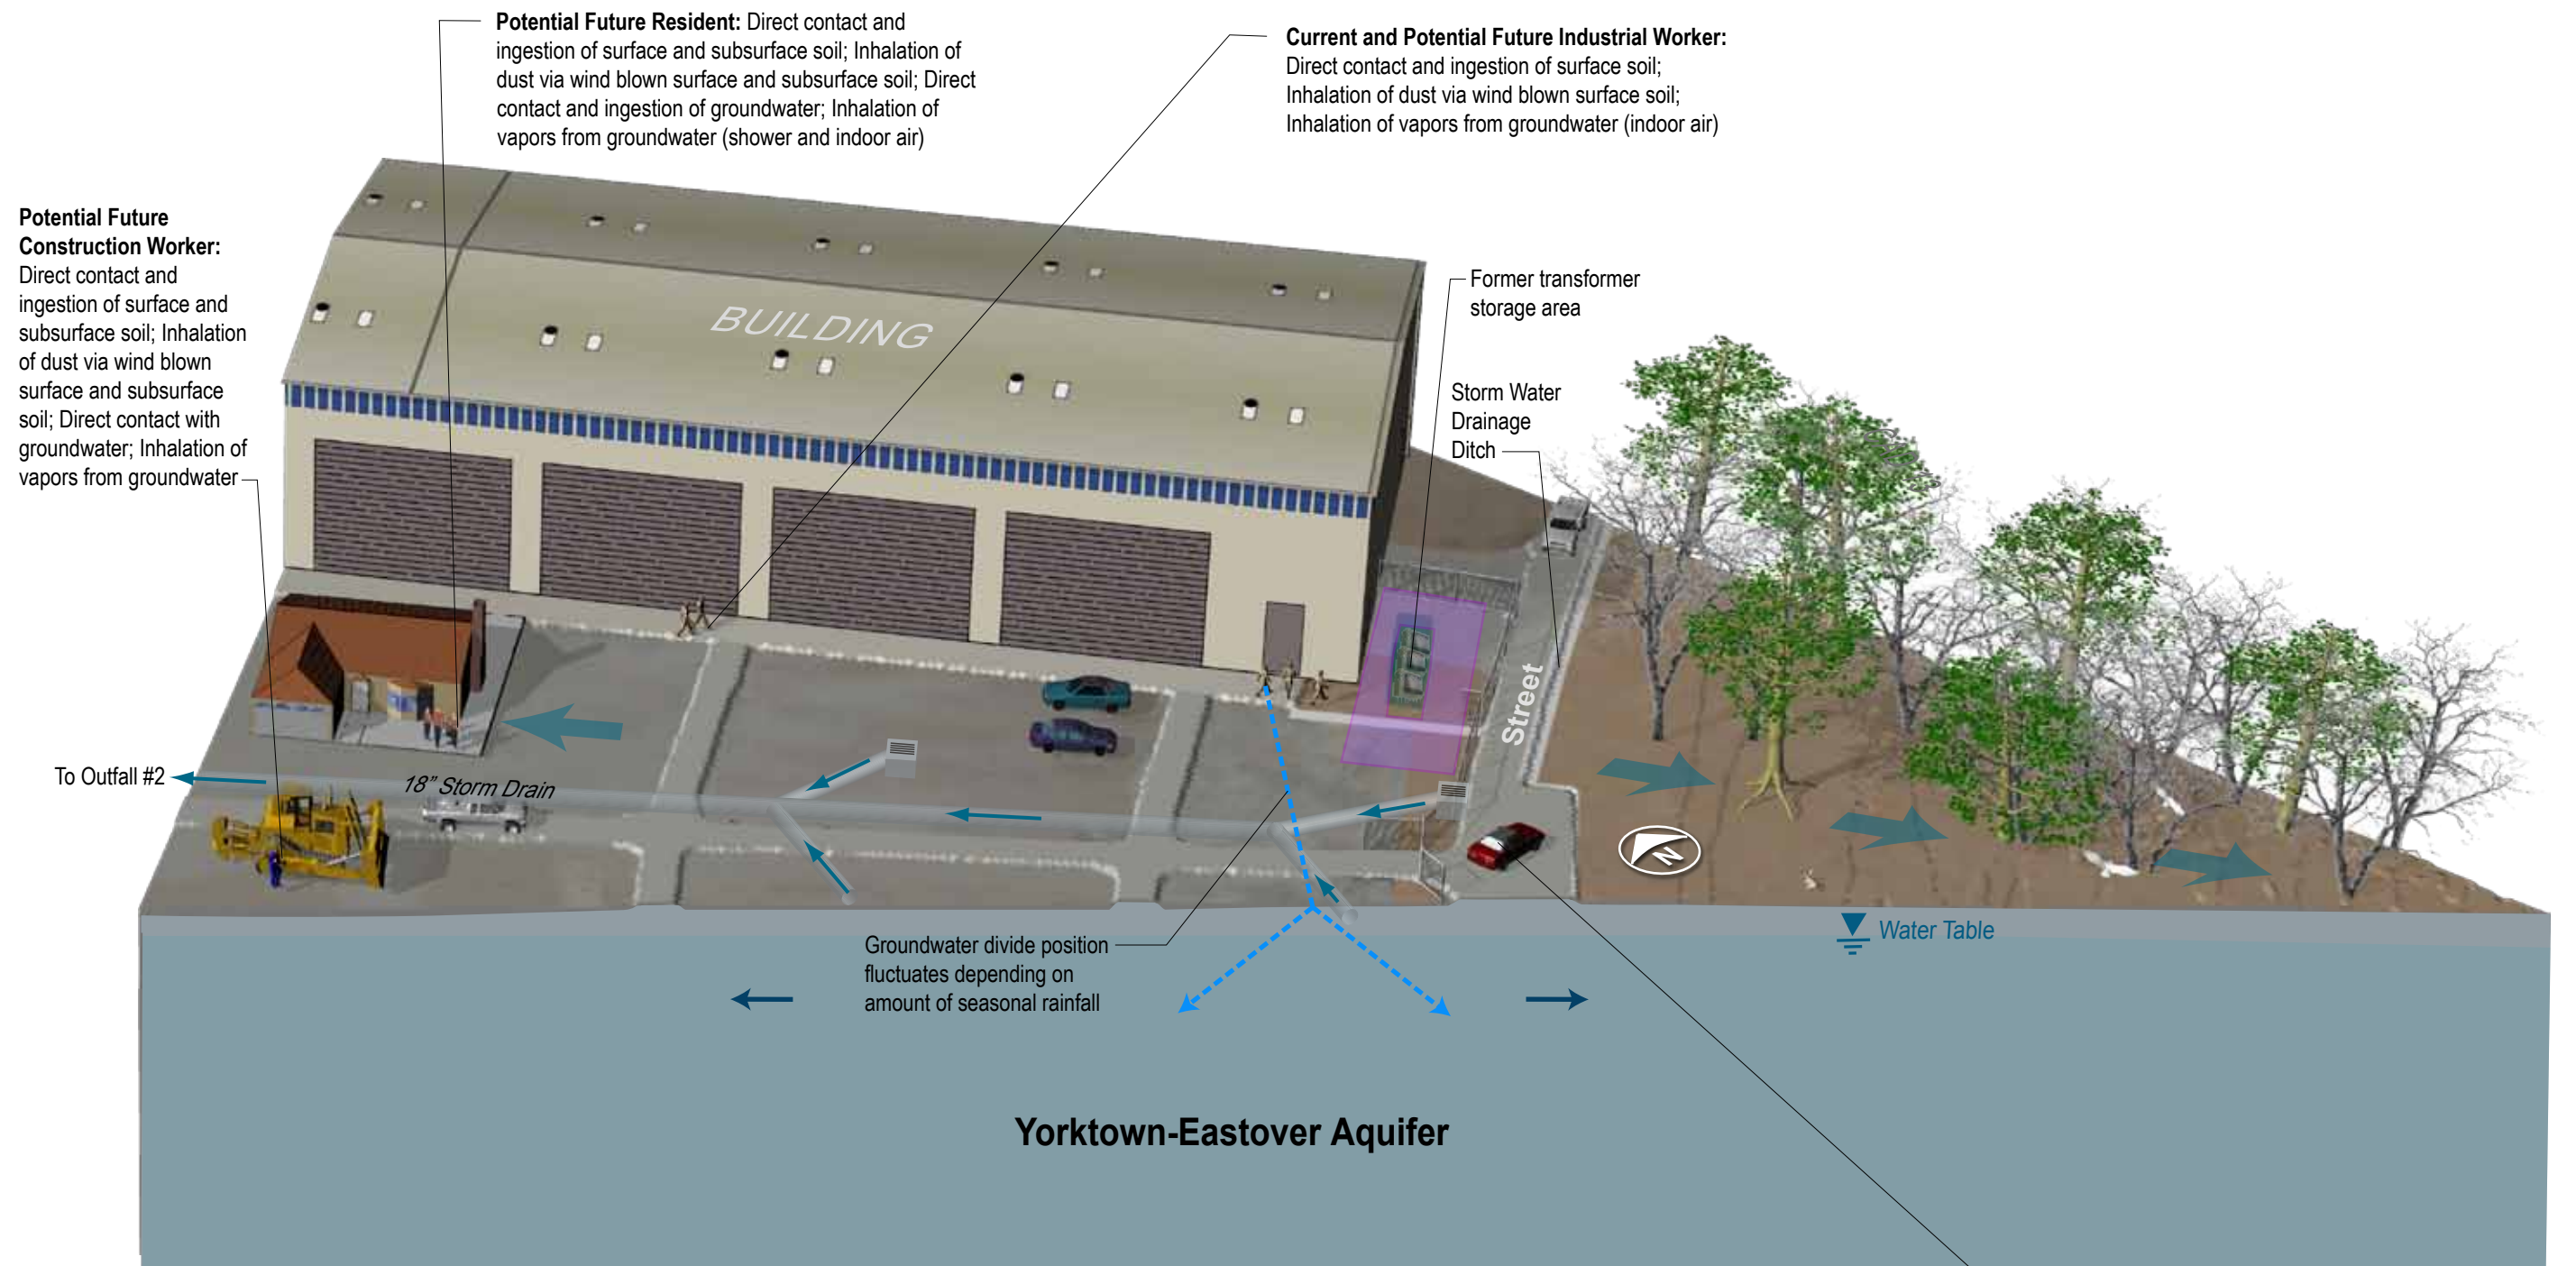 Potential Future Resident: Direct contact and
ingestion of surface and subsurface soil; Inhalation of
dust via wind blown surface and subsurface soil; Direct
contact and ingestion of groundwater; Inhalation of
vapors from groundwater (shower and indoor air)
Current and Potential Future Industrial Worker:
Direct contact and ingestion of surface soil;
Inhalation of dust via wind blown surface soil;
Inhalation of vapors from groundwater (indoor air)
Potential Future
Construction Worker:
Direct contact and
ingestion of surface and
subsurface soil; Inhalation
of dust via wind blown
surface and subsurface
soil; Direct contact with
groundwater; Inhalation of
vapors from groundwater
BUILDING
Former transformer
storage area
Storm Water
Drainage
Ditch
Street
To Outfall #2
18" Storm Drain
N
Groundwater divide position
fluctuates depending on
amount of seasonal rainfall
Water Table
Yorktown-Eastover Aquifer